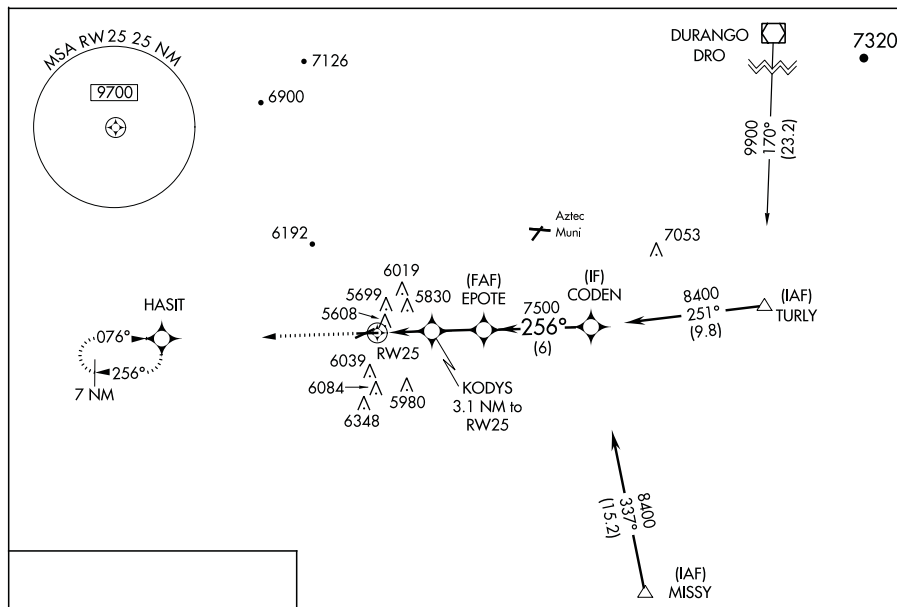 MSA RW25 25 NM
9700
7126
6900
DURANGO
DRO
7320
9900
170°
(23.2)
6192
Aztec
Muni
7053
HASIT
6019
5699
5830
5608
(FAF)
EPOTE
7500
256°
(6)
(IF)
CODEN
8400
251°
(9.8)
(IAF)
TURLY
076°
256°
7 NM
RW25
6039
6084
5980
6348
KODYS
3.1 NM to
RW25
8400
337°
(15.2)
(IAF)
MISSY